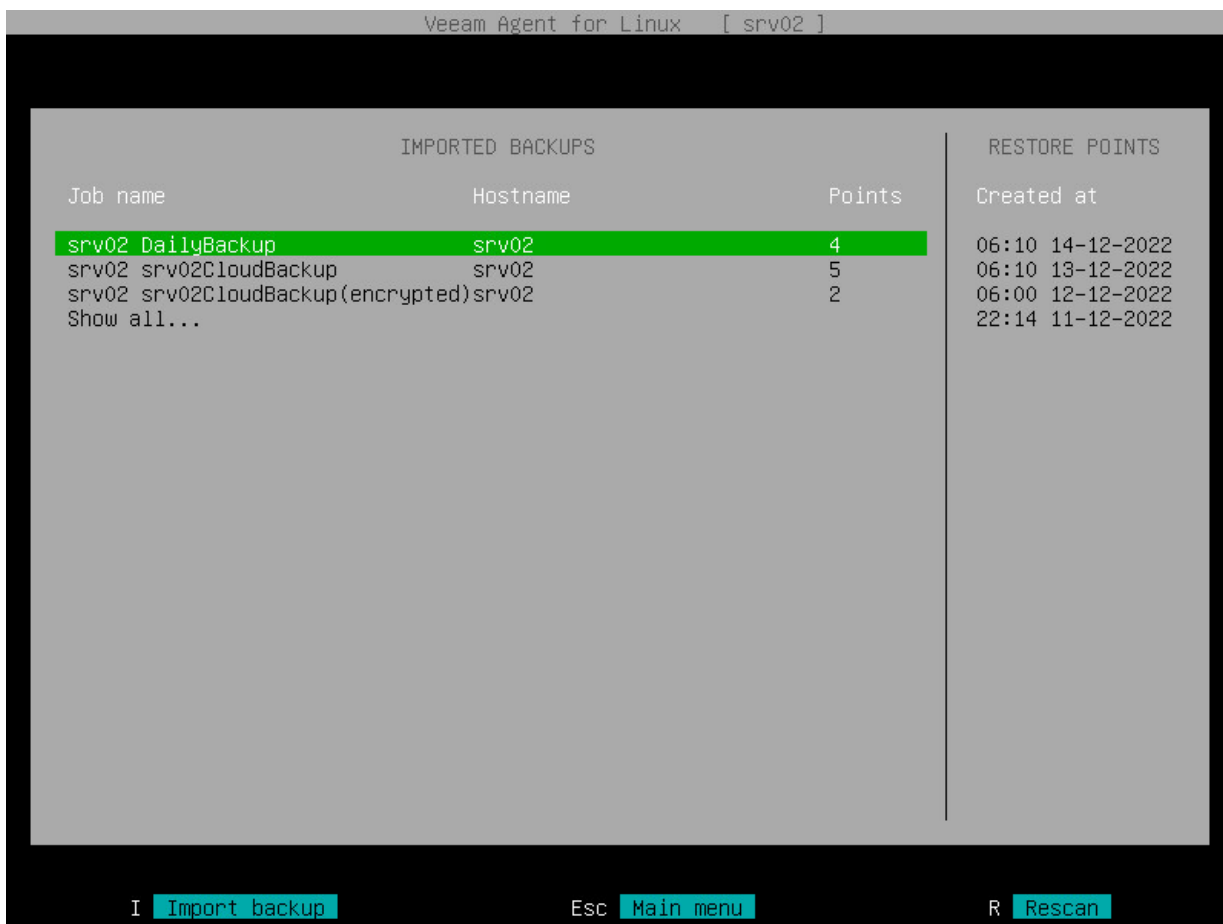 Veeam Agent for Linux [ srv02 ]
IMPORTED BACKUPS
Job name Hostname Points
srv02 DailyBackup srv02 4
srv02 srv02CloudBackup srv02 5
srv02 srv02CloudBackup(encrypted)srv02 2
Show all...
RESTORE POINTS
Created at
06:10 14-12-2022
06:10 13-12-2022
06:00 12-12-2022
22:14 11-12-2022
I Import backup Esc Main menu R Rescan